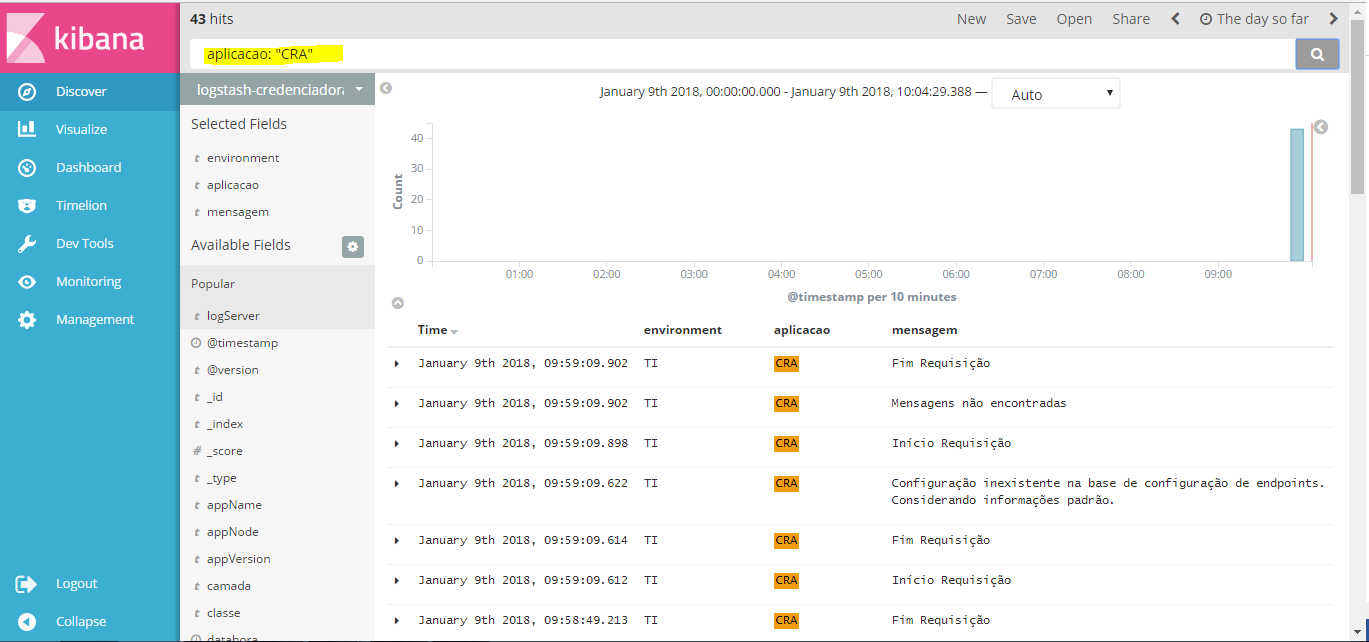 kibana
Discover
Visualize
Dashboard
Timelion
Dev Tools
Monitoring
Management
Logout
Collapse
43 hits
New Save Open Share The day so far
aplicacao: "CRA"
logstash-credenciadora
Selected Fields
t environment
t aplicacao
t mensagem
Available Fields
Popular
t logServer
@timestamp
t @version
t _id
t _index
# _score
t _type
t appName
t appNode
t appVersion
t camada
t classe
datahora
January 9th 2018, 00:00:00.000 - January 9th 2018, 10:04:29.388 — Auto
Count
40
30
20
10
0
01:00 02:00 03:00 04:00 05:00 06:00 07:00 08:00 09:00
@timestamp per 10 minutes
Time environment aplicacao mensagem
January 9th 2018, 09:59:09.902 TI CRA Fim Requisição
January 9th 2018, 09:59:09.902 TI CRA Mensagens não encontradas
January 9th 2018, 09:59:09.898 TI CRA Início Requisição
January 9th 2018, 09:59:09.622 TI CRA Configuração inexistente na base de configuração de endpoints.
Considerando informações padrão.
January 9th 2018, 09:59:09.614 TI CRA Fim Requisição
January 9th 2018, 09:59:09.612 TI CRA Início Requisição
January 9th 2018, 09:58:49.213 TI CRA Fim Requisição